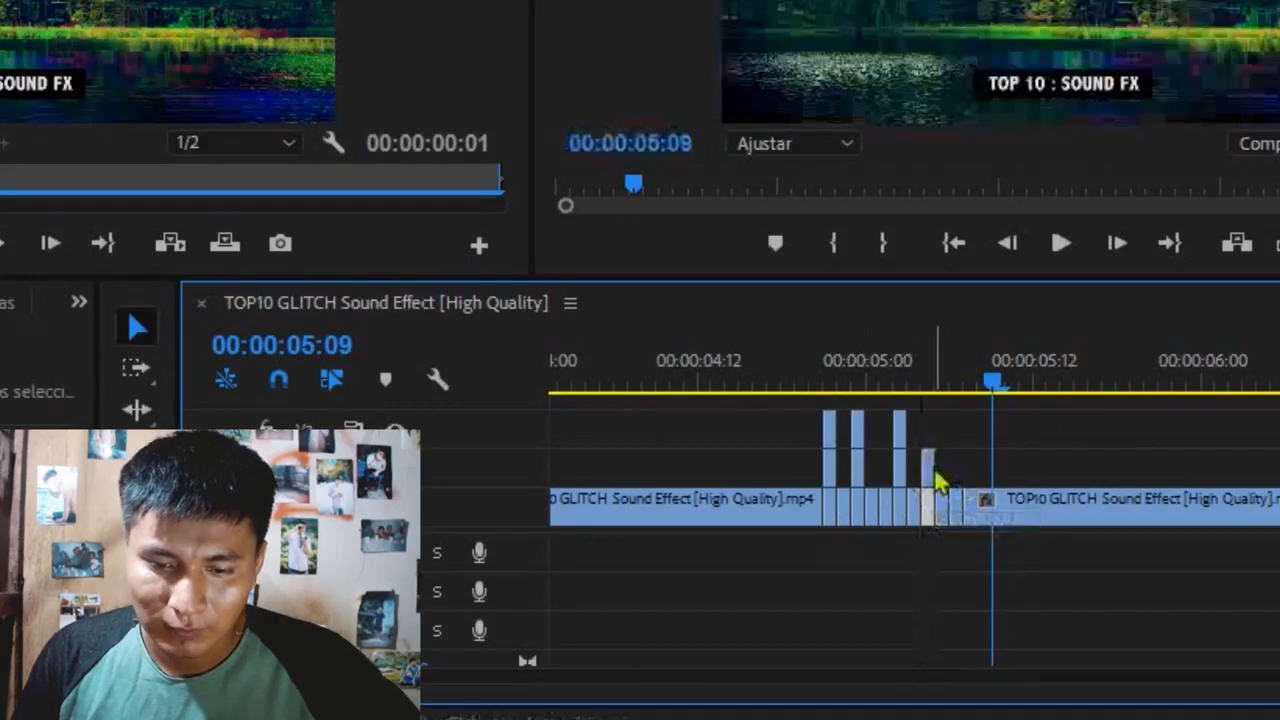 SOUND FX
TOP 10 : SOUND FX
1/2
00:00:00:01
00:00:05:09
Ajustar
Comp
as
TOP10 GLITCH Sound Effect [High Quality]
00:00:05:09
:00
00:00:04:12
00:00:05:00
00:00:05:12
00:00:06:00
os selecci...
0 GLITCH Sound Effect [High Quality].mp4
TOP10 GLITCH Sound Effect [High Quality].m
S
S
S